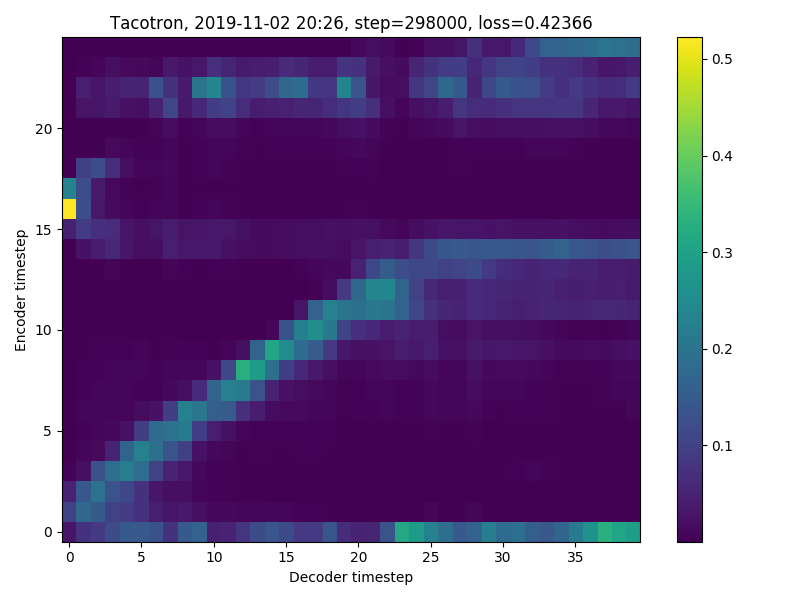 Tacotron, 2019-11-02 20:26, step=298000, loss=0.42366
Encoder timestep
20
15
10
5
0
0 5 10 15 20 25 30 35
Decoder timestep
0.5
0.4
0.3
0.2
0.1